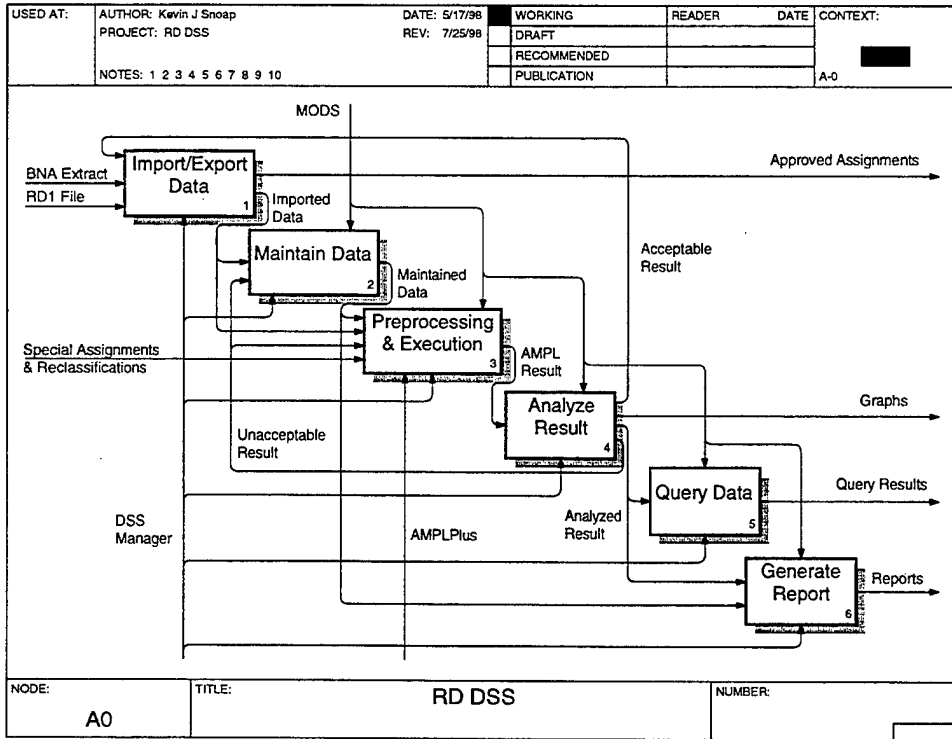 USED AT:
AUTHOR: Kevin J Snoap
DATE: 5/17/98
PROJECT: RD DSS
REV: 7/25/98
NOTES: 1 2 3 4 5 6 7 8 9 10
WORKING
DRAFT
RECOMMENDED
PUBLICATION
READER
DATE
CONTEXT:
A-0
MODS
BNA Extract
RD1 File
Import/Export
Data
1
Approved Assignments
Imported
Data
Maintain Data
2
Acceptable
Result
Maintained
Data
Special Assignments
& Reclassifications
Preprocessing
& Execution
3
AMPL
Result
Analyze
Result
4
Graphs
Unacceptable
Result
Query Data
5
Query Results
DSS
Manager
AMPLPlus
Analyzed
Result
Generate
Report
6
Reports
NODE:
A0
TITLE:
RD DSS
NUMBER: